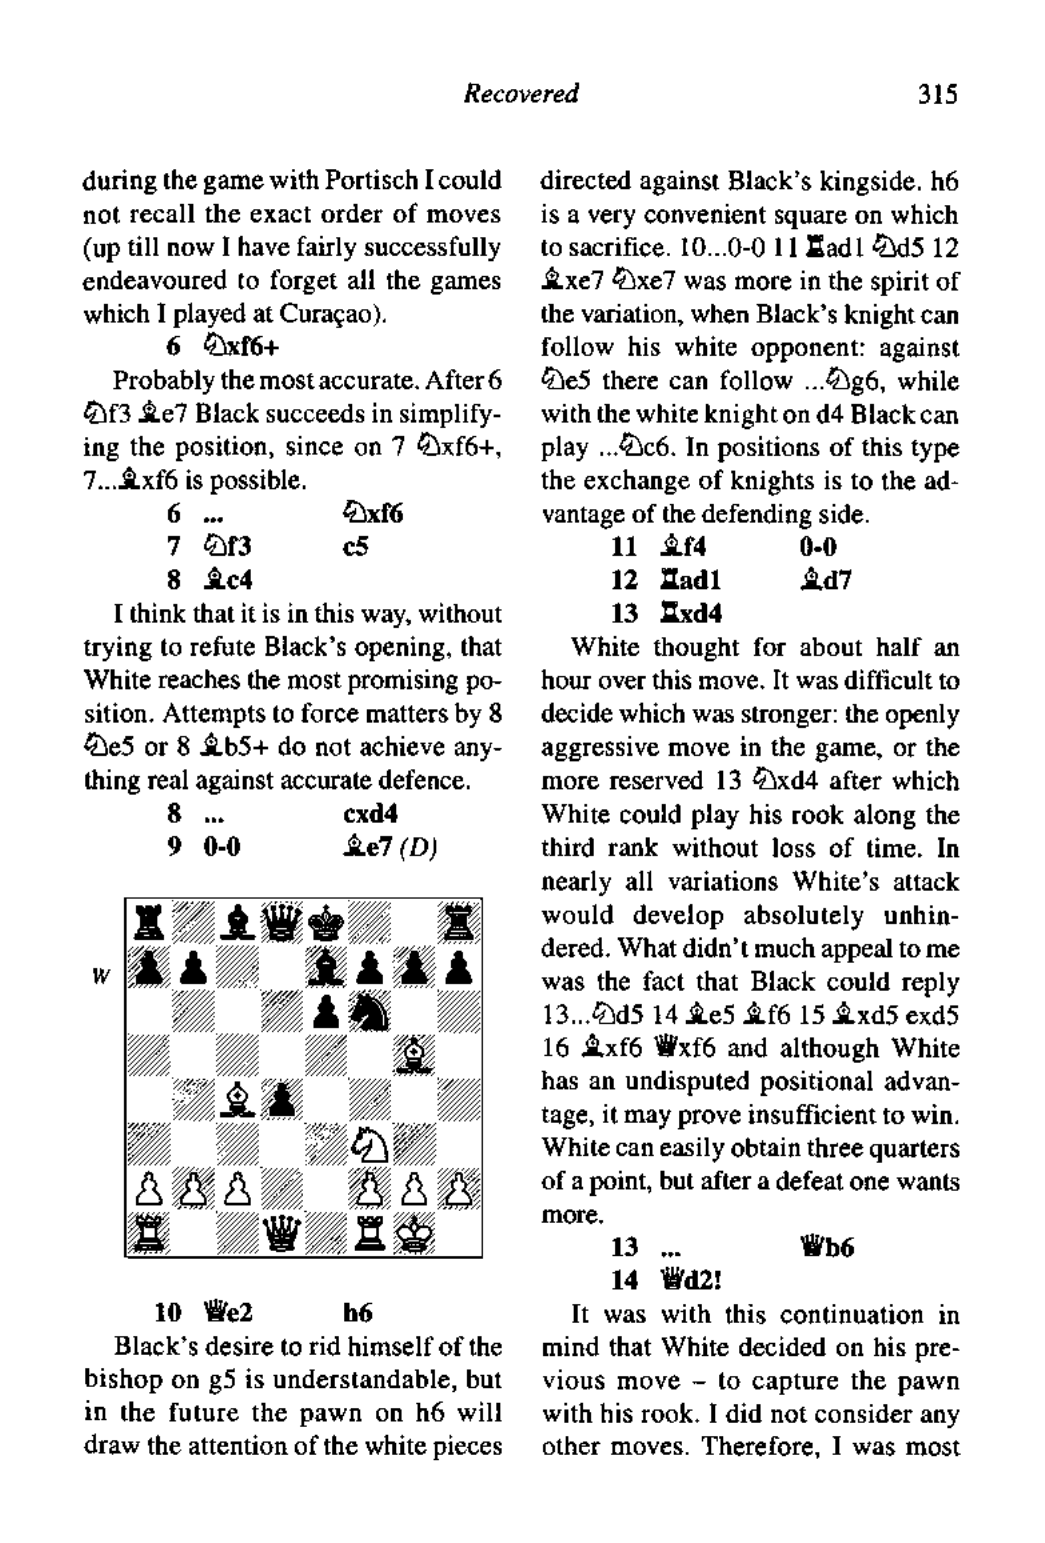 Recovered 315
during the game with Portisch I could
not recall the exact order of moves
(up till now I have fairly successfully
endeavoured to forget all the games
which I played at Curaçao).
6 ♘xf6+
Probably the most accurate. After 6
♘f3 ♗e7 Black succeeds in simplify-
ing the position, since on 7 ♘xf6+,
7...♗xf6 is possible.
6 ... ♘xf6
7 ♘f3 c5
8 ♗c4
I think that it is in this way, without
trying to refute Black's opening, that
White reaches the most promising po-
sition. Attempts to force matters by 8
♘e5 or 8 ♗b5+ do not achieve any-
thing real against accurate defence.
8 ... cxd4
9 0-0 ♗e7 (D)
W
10 ♕e2 h6
Black's desire to rid himself of the
bishop on g5 is understandable, but
in the future the pawn on h6 will
draw the attention of the white pieces
directed against Black's kingside. h6
is a very convenient square on which
to sacrifice. 10...0-0 11 ♖ad1 ♘d5 12
♗xe7 ♘xe7 was more in the spirit of
the variation, when Black's knight can
follow his white opponent: against
♘e5 there can follow ...♘g6, while
with the white knight on d4 Black can
play ...♘c6. In positions of this type
the exchange of knights is to the ad-
vantage of the defending side.
11 ♗f4 0-0
12 ♖ad1 ♗d7
13 ♖xd4
White thought for about half an
hour over this move. It was difficult to
decide which was stronger: the openly
aggressive move in the game, or the
more reserved 13 ♘xd4 after which
White could play his rook along the
third rank without loss of time. In
nearly all variations White's attack
would develop absolutely unhin-
dered. What didn't much appeal to me
was the fact that Black could reply
13...♘d5 14 ♗e5 ♗f6 15 ♗xd5 exd5
16 ♗xf6 ♕xf6 and although White
has an undisputed positional advan-
tage, it may prove insufficient to win.
White can easily obtain three quarters
of a point, but after a defeat one wants
more.
13 ... ♕b6
14 ♕d2!
It was with this continuation in
mind that White decided on his pre-
vious move – to capture the pawn
with his rook. I did not consider any
other moves. Therefore, I was most